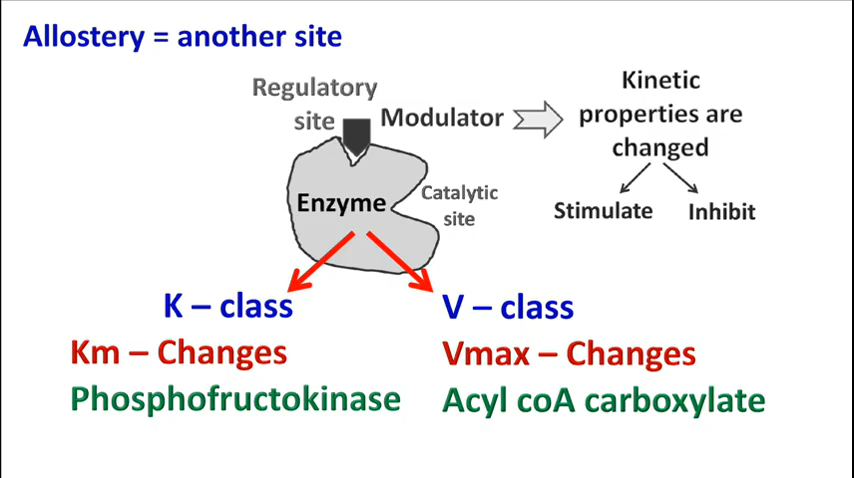 Allostery = another site
Regulatory
site
Modulator
Kinetic
properties are
changed
Stimulate
Inhibit
Enzyme
Catalytic
site
K – class
V – class
Km – Changes
Vmax – Changes
Phosphofructokinase
Acyl coA carboxylate